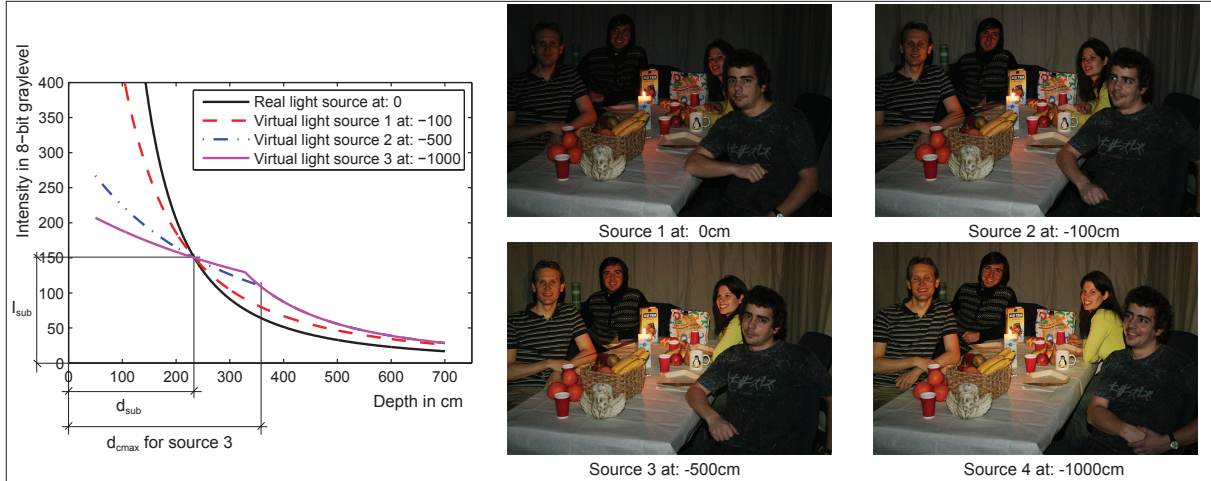 Intensity in 8−bit graylevel
400
350
300
250
200
150
100
50
0
I_sub
0 100 200 300 400 500 600 700
Depth in cm
d_sub
d_cmax for source 3
Real light source at: 0
Virtual light source 1 at: −100
Virtual light source 2 at: −500
Virtual light source 3 at: −1000
Source 1 at: 0cm
Source 2 at: -100cm
Source 3 at: -500cm
Source 4 at: -1000cm